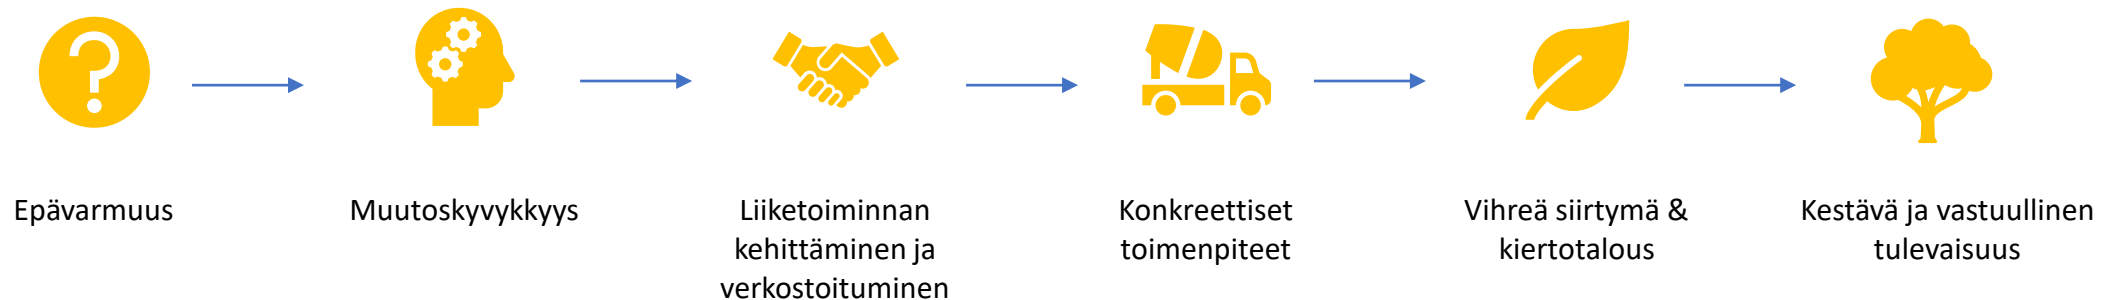 Epävarmuus
Muutoskyvykkyys
Liiketoiminnan
kehittäminen ja
verkostoituminen
Konkreettiset
toimenpiteet
Vihreä siirtymä &
kiertotalous
Kestävä ja vastuullinen
tulevaisuus